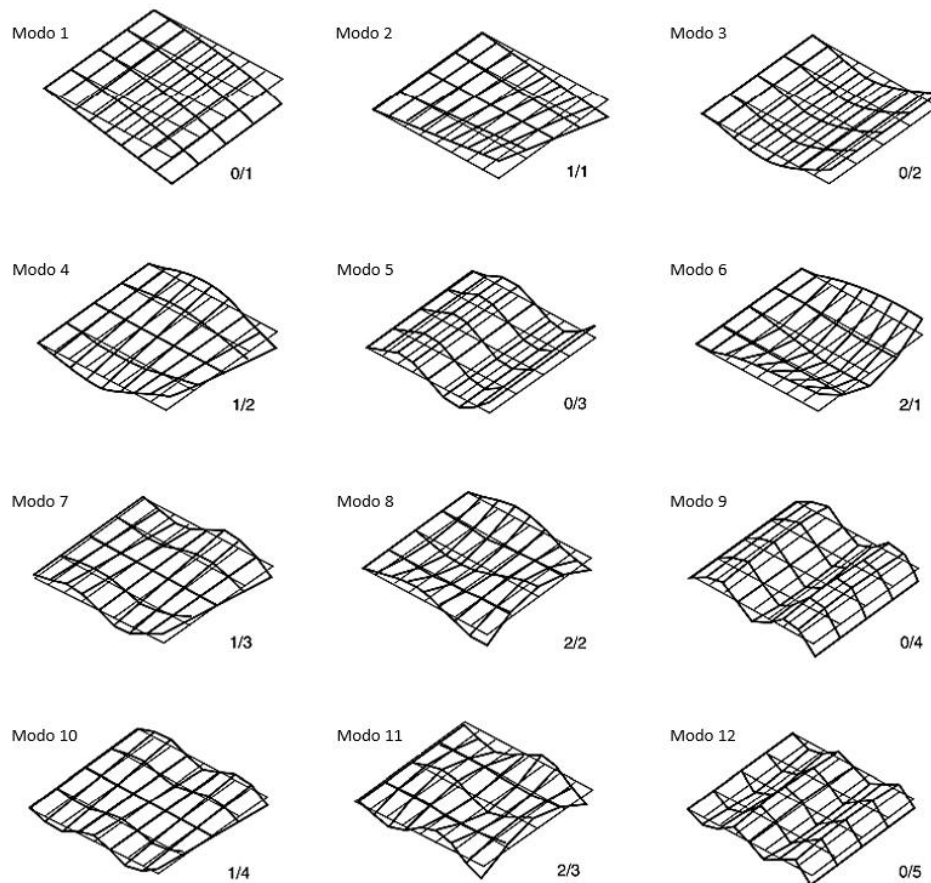 Modo 1
Modo 2
Modo 3
0/1
1/1
0/2
Modo 4
Modo 5
Modo 6
1/2
0/3
2/1
Modo 7
Modo 8
Modo 9
1/3
2/2
0/4
Modo 10
Modo 11
Modo 12
1/4
2/3
0/5